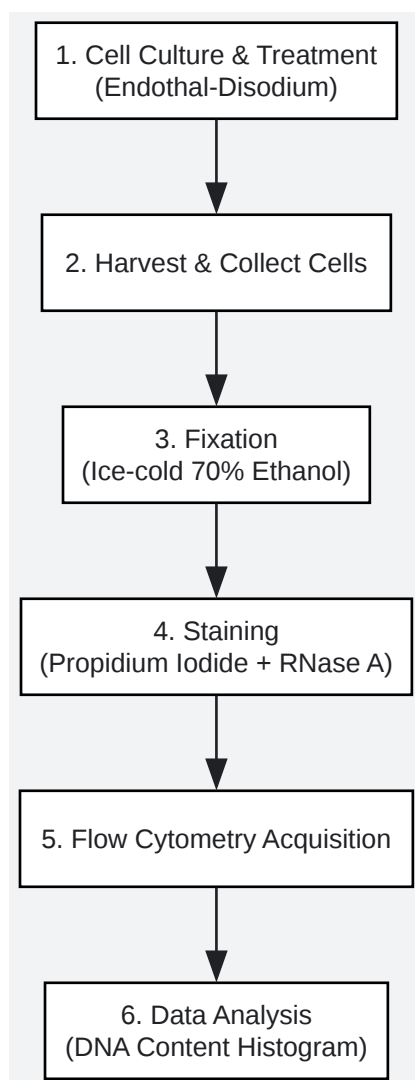 1. Cell Culture & Treatment
(Endothal-Disodium)
2. Harvest & Collect Cells
3. Fixation
(Ice-cold 70% Ethanol)
4. Staining
(Propidium Iodide + RNase A)
5. Flow Cytometry Acquisition
6. Data Analysis
(DNA Content Histogram)